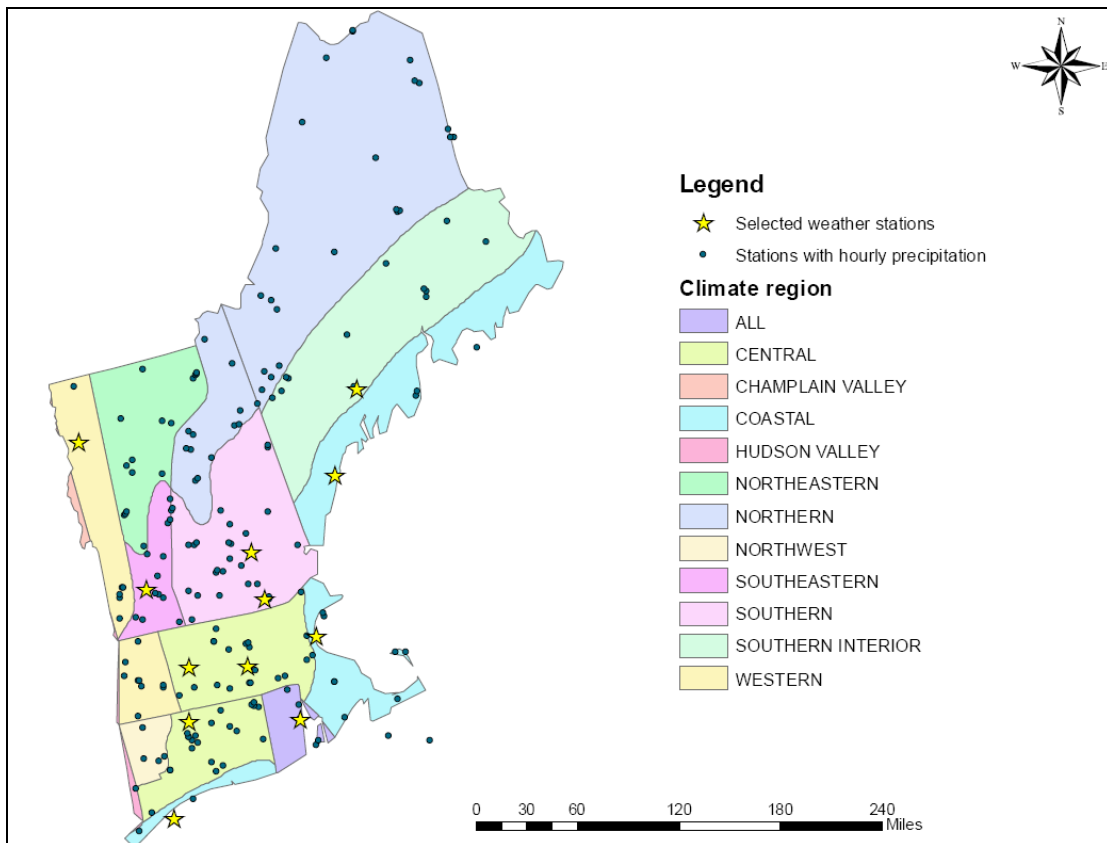 N
W
E
S
Legend
Selected weather stations
Stations with hourly precipitation
Climate region
ALL
CENTRAL
CHAMPLAIN VALLEY
COASTAL
HUDSON VALLEY
NORTHEASTERN
NORTHERN
NORTHWEST
SOUTHEASTERN
SOUTHERN
SOUTHERN INTERIOR
WESTERN
0 30 60 120 180 240
Miles